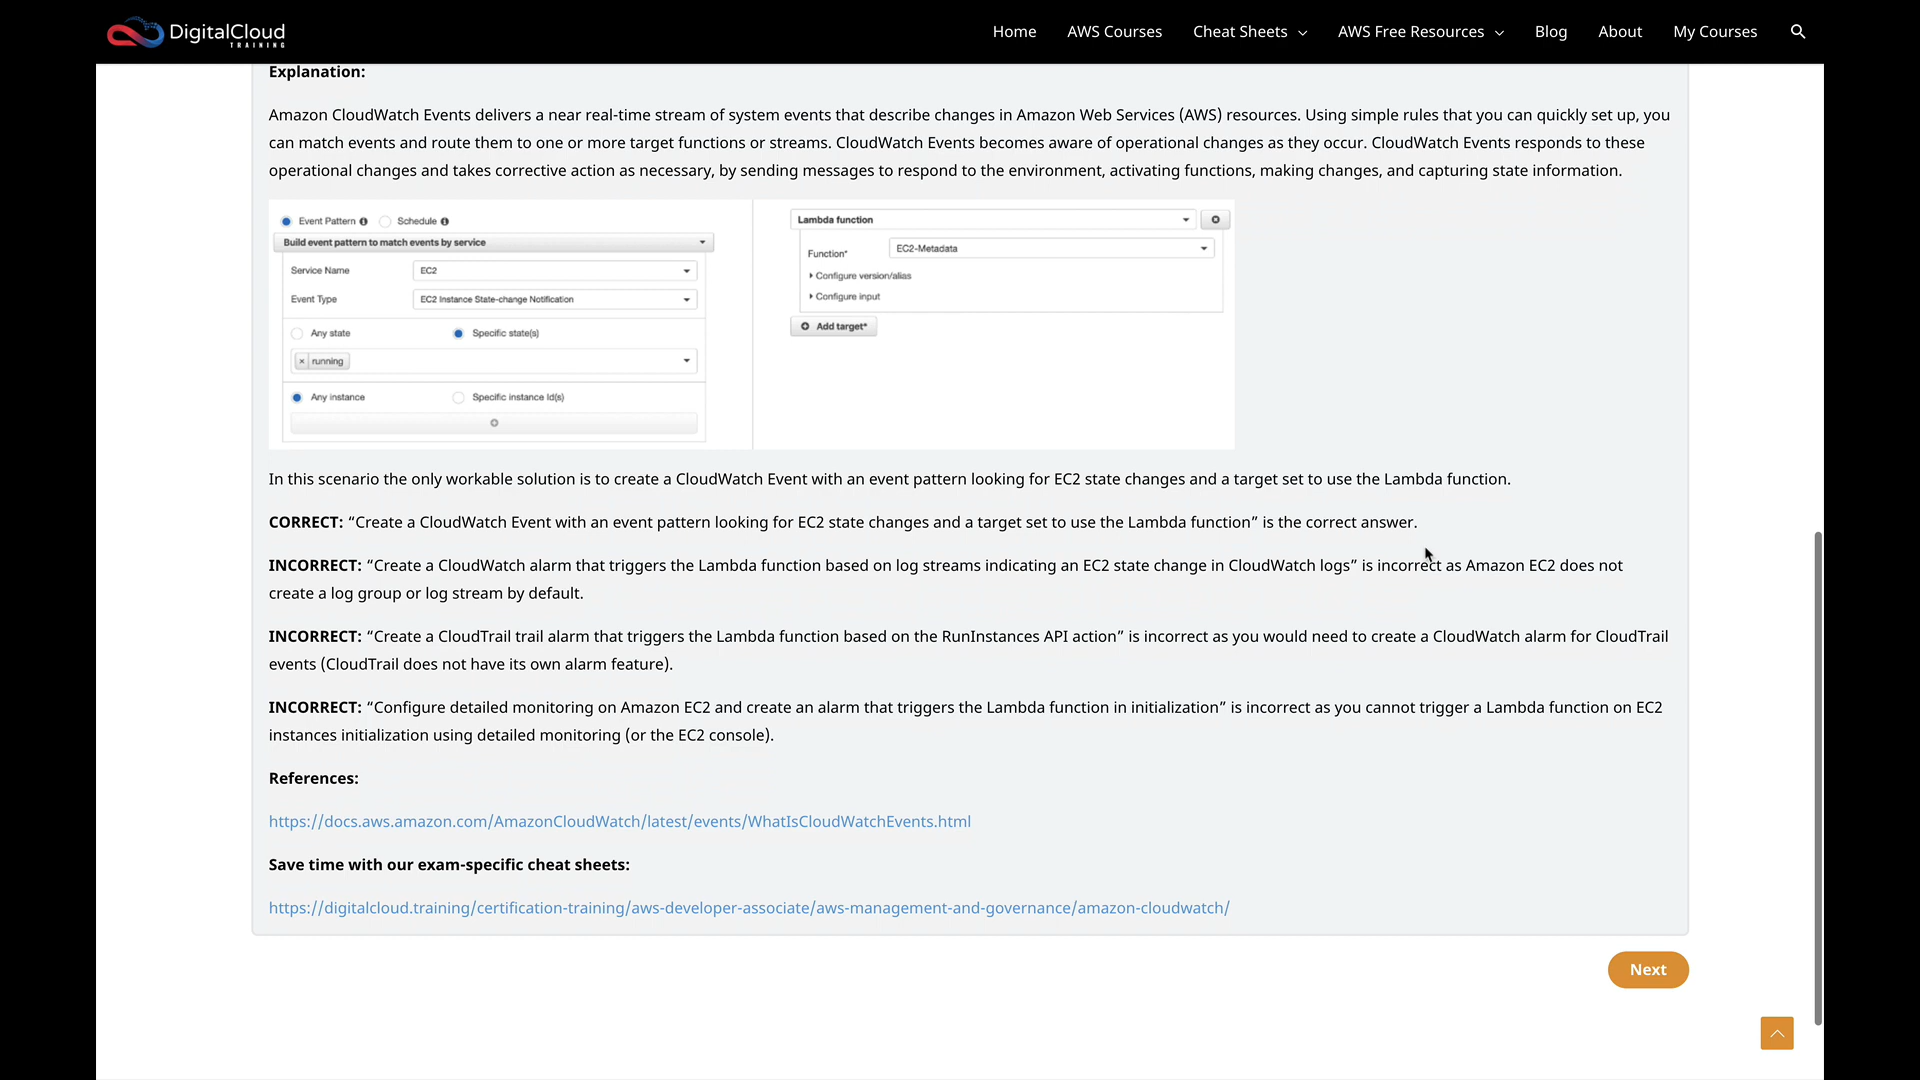 DigitalCloud
TRAINING
Home
AWS Courses
Cheat Sheets
AWS Free Resources
Blog
About
My Courses
Explanation:
Amazon CloudWatch Events delivers a near real-time stream of system events that describe changes in Amazon Web Services (AWS) resources. Using simple rules that you can quickly set up, you
can match events and route them to one or more target functions or streams. CloudWatch Events becomes aware of operational changes as they occur. CloudWatch Events responds to these
operational changes and takes corrective action as necessary, by sending messages to respond to the environment, activating functions, making changes, and capturing state information.
Event Pattern
Schedule
Build event pattern to match events by service
Service Name
EC2
Event Type
EC2 Instance State-change Notification
Any state
Specific state(s)
running
Any instance
Specific instance Id(s)
Lambda function
Function*
EC2-Metadata
Configure version/alias
Configure input
Add target*
In this scenario the only workable solution is to create a CloudWatch Event with an event pattern looking for EC2 state changes and a target set to use the Lambda function.
CORRECT: “Create a CloudWatch Event with an event pattern looking for EC2 state changes and a target set to use the Lambda function” is the correct answer.
INCORRECT: “Create a CloudWatch alarm that triggers the Lambda function based on log streams indicating an EC2 state change in CloudWatch logs” is incorrect as Amazon EC2 does not
create a log group or log stream by default.
INCORRECT: “Create a CloudTrail trail alarm that triggers the Lambda function based on the RunInstances API action” is incorrect as you would need to create a CloudWatch alarm for CloudTrail
events (CloudTrail does not have its own alarm feature).
INCORRECT: “Configure detailed monitoring on Amazon EC2 and create an alarm that triggers the Lambda function in initialization” is incorrect as you cannot trigger a Lambda function on EC2
instances initialization using detailed monitoring (or the EC2 console).
References:
https://docs.aws.amazon.com/AmazonCloudWatch/latest/events/WhatIsCloudWatchEvents.html
Save time with our exam-specific cheat sheets:
https://digitalcloud.training/certification-training/aws-developer-associate/aws-management-and-governance/amazon-cloudwatch/
Next